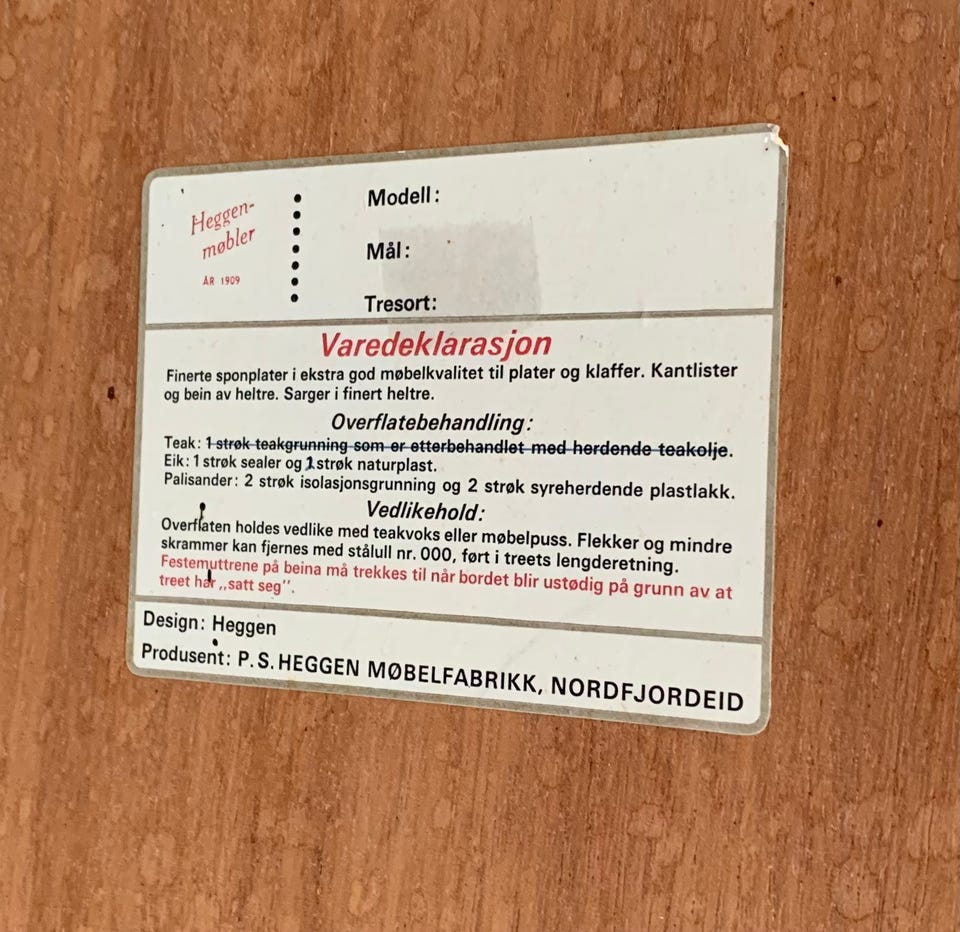 Heggen-
møbler
ÅR 1909
Modell:
Mål:
Tresort:
Varedeklarasjon
Finerte sponplater i ekstra god møbelkvalitet til plater og klaffer. Kantlister
og bein av heltre. Sarger i finert heltre.
Overflatebehandling:
Teak: 1 strøk teakgrunning som er etterbehandlet med herdende teakolje.
Eik: 1 strøk sealer og 1 strøk naturplast.
Palisander: 2 strøk isolasjonsgrunning og 2 strøk syreherdende plastlakk.
Vedlikehold:
Overflaten holdes vedlike med teakvoks eller møbelpuss. Flekker og mindre
skrammer kan fjernes med stålull nr. 000, ført i treets lengderetning.
Festemuttrene på beina må trekkes til når bordet blir ustødig på grunn av at
treet har „satt seg".
Design: Heggen
Produsent: P.S. HEGGEN MØBELFABRIKK, NORDFJORDEID